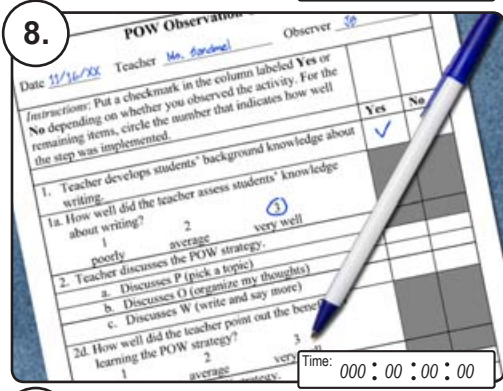 8.
POW Observation
Date 11/16/XX Teacher Ms. Sandmel Observer JB
Instructions: Put a checkmark in the column labeled Yes or
No depending on whether you observed the activity. For the
remaining items, circle the number that indicates how well
the step was implemented.
Yes No
1. Teacher develops students' background knowledge about
writing.
1a. How well did the teacher assess students' knowledge
about writing?
1 2 3
poorly average very well
2. Teacher discusses the POW strategy.
a. Discusses P (pick a topic)
b. Discusses O (organize my thoughts)
c. Discusses W (write and say more)
2d. How well did the teacher point out the
learning the POW strategy?
1 2 3
average very
Time: 000 : 00 : 00 : 00